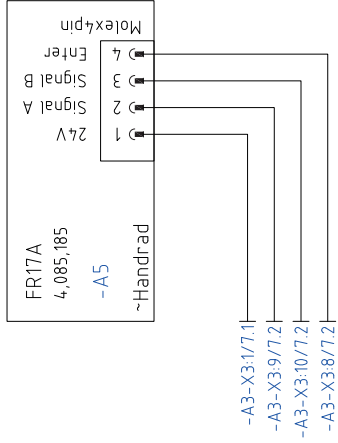 Molex4pin
4 Enter
3 Signal B
2 Signal A
1 24V
FR17A
4,085,185
-A5
~Handrad
-A3-X3:1/7.1
-A3-X3:9/7.2
-A3-X3:10/7.2
-A3-X3:8/7.2